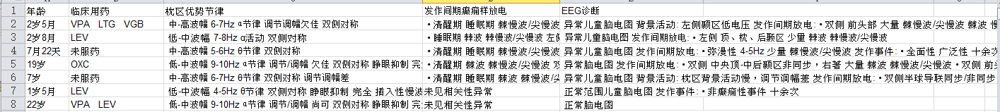 1 年龄 临床用药 枕区优势节律 发作间期癫痫样放电 EEG诊断
2 2岁5月 VPA LTG VGB 中-高波幅 6-7Hz α节律 调节调幅欠佳 双侧对称 •清醒期 睡眠期 棘慢波/尖慢波 异常儿童脑电图 背景活动: 左侧颞区低电压 发作间期放电: •双侧 前头部 大量 棘慢波/尖慢波 棘波 慢
3 2岁8月 LEV 低-中波幅 7-8Hz α活动 双侧对称 •睡眠期 棘波 棘慢波/尖慢波 左侧 异常儿童脑电图 发作间期放电: •左侧 顶、枕、后颞区 少量 棘波 棘慢波/尖慢波
4 7月22天 未服药 中-高波幅 5-6Hz θ节律 双侧对称 •清醒期 睡眠期 棘慢波/尖慢波 异常儿童脑电图 发作间期放电: •弥漫性 4-5Hz 少量 棘慢波/尖慢波 发作事件: •全面性 广泛性 十余次
5 19岁 OXC 低-中波幅 9-10Hz α节律 调节/调幅 欠佳 双侧对称 睁眼抑制 完 •清醒期 棘波 棘慢波/尖慢波 异常脑电图 发作间期放电: •双侧 中央顶-中后颞区非同步，右著 大量 棘波 棘慢波/尖慢波 •双侧 前
6 7岁 未服药 中-高波幅 6-7Hz θ节律 双侧对称 调节调幅差 •清醒期 睡眠期 棘慢波/尖慢波 异常儿童脑电图 背景活动: 枕区背景活动慢，调节调幅差 发作间期放电: •双侧半球导联同步/非同步
7 1岁5月 LEV 低-中波幅 4-5Hz θ节律 双侧对称 睁眼抑制 完全 插入性慢波 未见相关性异常 正常范围儿童脑电图 发作事件: •非癫痫性事件 十余次
8 22岁 VPA LEV 低-中波幅 9-10Hz α节律 调节/调幅 尚可 双侧对称 睁眼抑制 完 未见相关性异常 正常脑电图